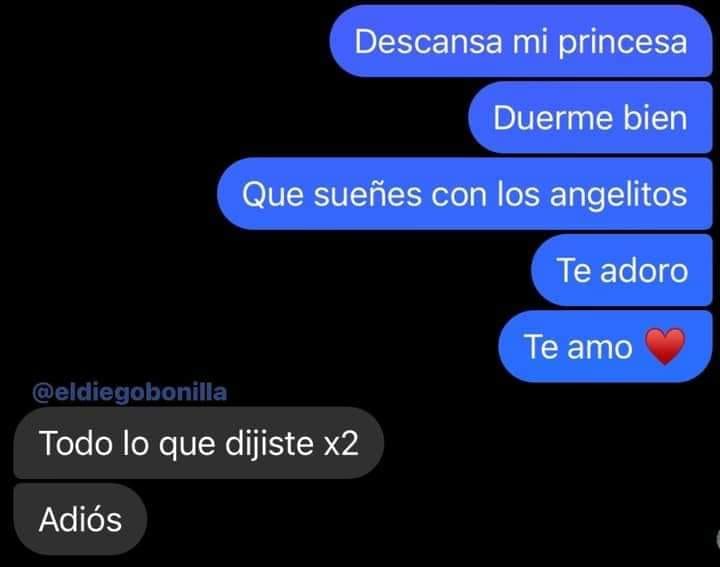 Descansa mi princesa
Duerme bien
Que sueñes con los angelitos
Te adoro
Te amo ♥️
@eldiegobonilla
Todo lo que dijiste x2
Adiós